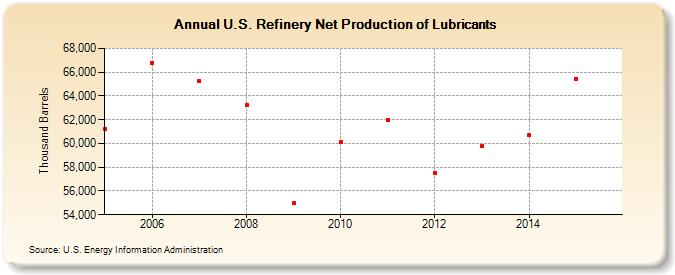 Annual U.S. Refinery Net Production of Lubricants
Thousand Barrels
68,000
66,000
64,000
62,000
60,000
58,000
56,000
54,000
2006 2008 2010 2012 2014
Source: U.S. Energy Information Administration